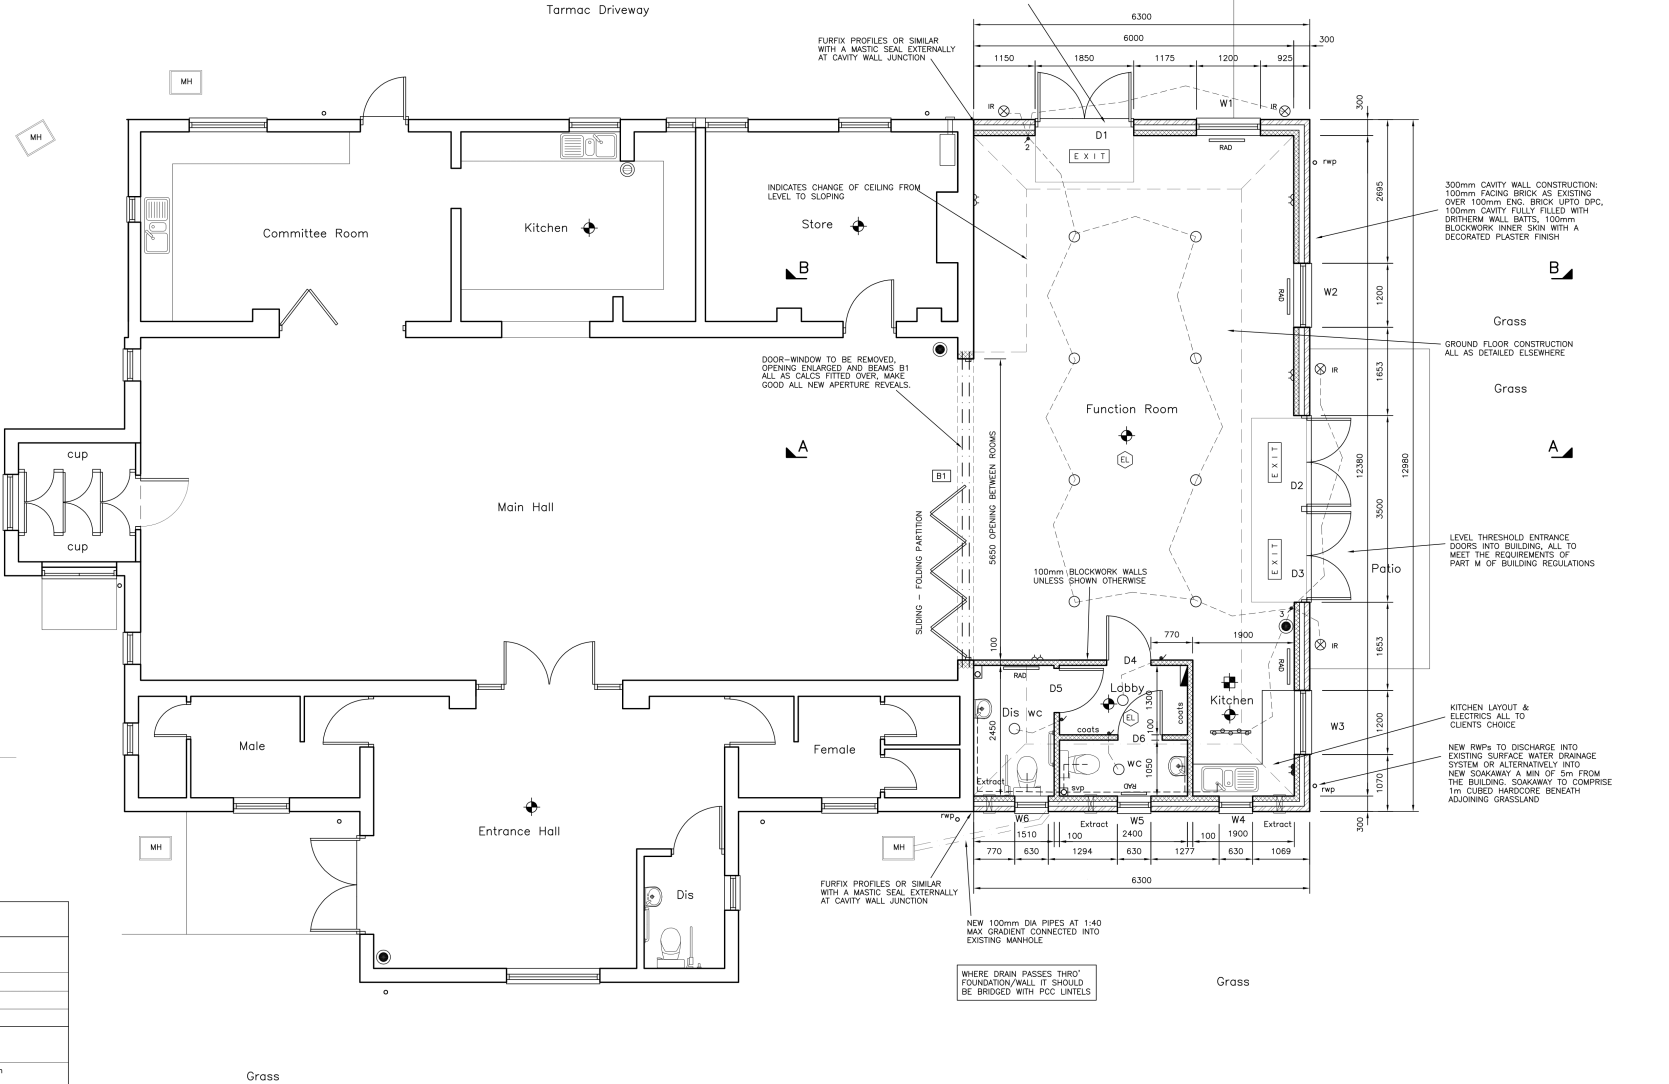 Tarmac Driveway
6300
6000
300
1150
1850
1175
1200
925
FURFIX PROFILES OR SIMILAR
WITH A MASTIC SEAL EXTERNALLY
AT CAVITY WALL JUNCTION
MH
MH
IR
IR
W1
300
D1
2
EXIT
RAD
rwp
INDICATES CHANGE OF CEILING FROM
LEVEL TO SLOPING
2695
300mm CAVITY WALL CONSTRUCTION:
100mm FACING BRICK AS EXISTING
OVER 100mm ENG. BRICK UPTO DPC,
100mm CAVITY FULLY FILLED WITH
DRITHERM WALL BATTS, 100mm
BLOCKWORK INNER SKIN WITH A
DECORATED PLASTER FINISH
Committee Room
Kitchen
Store
B
B
RAD
W2
1200
Grass
GROUND FLOOR CONSTRUCTION
ALL AS DETAILED ELSEWHERE
DOOR-WINDOW TO BE REMOVED,
OPENING ENLARGED AND BEAMS B1
ALL AS CALCS FITTED OVER, MAKE
GOOD ALL NEW APERTURE REVEALS.
IR
1653
Grass
Function Room
EL
A
A
cup
B1
EXIT
D2
12380
12980
5650 OPENING BETWEEN ROOMS
Main Hall
3500
cup
SLIDING - FOLDING PARTITION
EXIT
D3
LEVEL THRESHOLD ENTRANCE
DOORS INTO BUILDING, ALL TO
MEET THE REQUIREMENTS OF
PART M OF BUILDING REGULATIONS
Patio
100mm BLOCKWORK WALLS
UNLESS SHOWN OTHERWISE
3
100
770
1900
IR
1653
D4
RAD
RAD
D5
Lobby
Kitchen
1300
coats
Dis wc
EL
2450
coats
100
D6
W3
1200
KITCHEN LAYOUT &
ELECTRICS ALL TO
CLIENTS CHOICE
Male
Female
wc
1050
Extract
svp
RAD
1070
rwp
NEW RWPs TO DISCHARGE INTO
EXISTING SURFACE WATER DRAINAGE
SYSTEM OR ALTERNATIVELY INTO
NEW SOAKAWAY A MIN OF 5m FROM
THE BUILDING. SOAKAWAY TO COMPRISE
1m CUBED HARDCORE BENEATH
ADJOINING GRASSLAND
rwp
W6
Extract
W5
W4
Extract
300
Entrance Hall
1510
100
2400
100
1900
MH
MH
770
630
1294
630
1277
630
1069
6300
Dis
FURFIX PROFILES OR SIMILAR
WITH A MASTIC SEAL EXTERNALLY
AT CAVITY WALL JUNCTION
NEW 100mm DIA PIPES AT 1:40
MAX GRADIENT CONNECTED INTO
EXISTING MANHOLE
WHERE DRAIN PASSES THRO'
FOUNDATION/WALL IT SHOULD
BE BRIDGED WITH PCC LINTELS
Grass
Grass